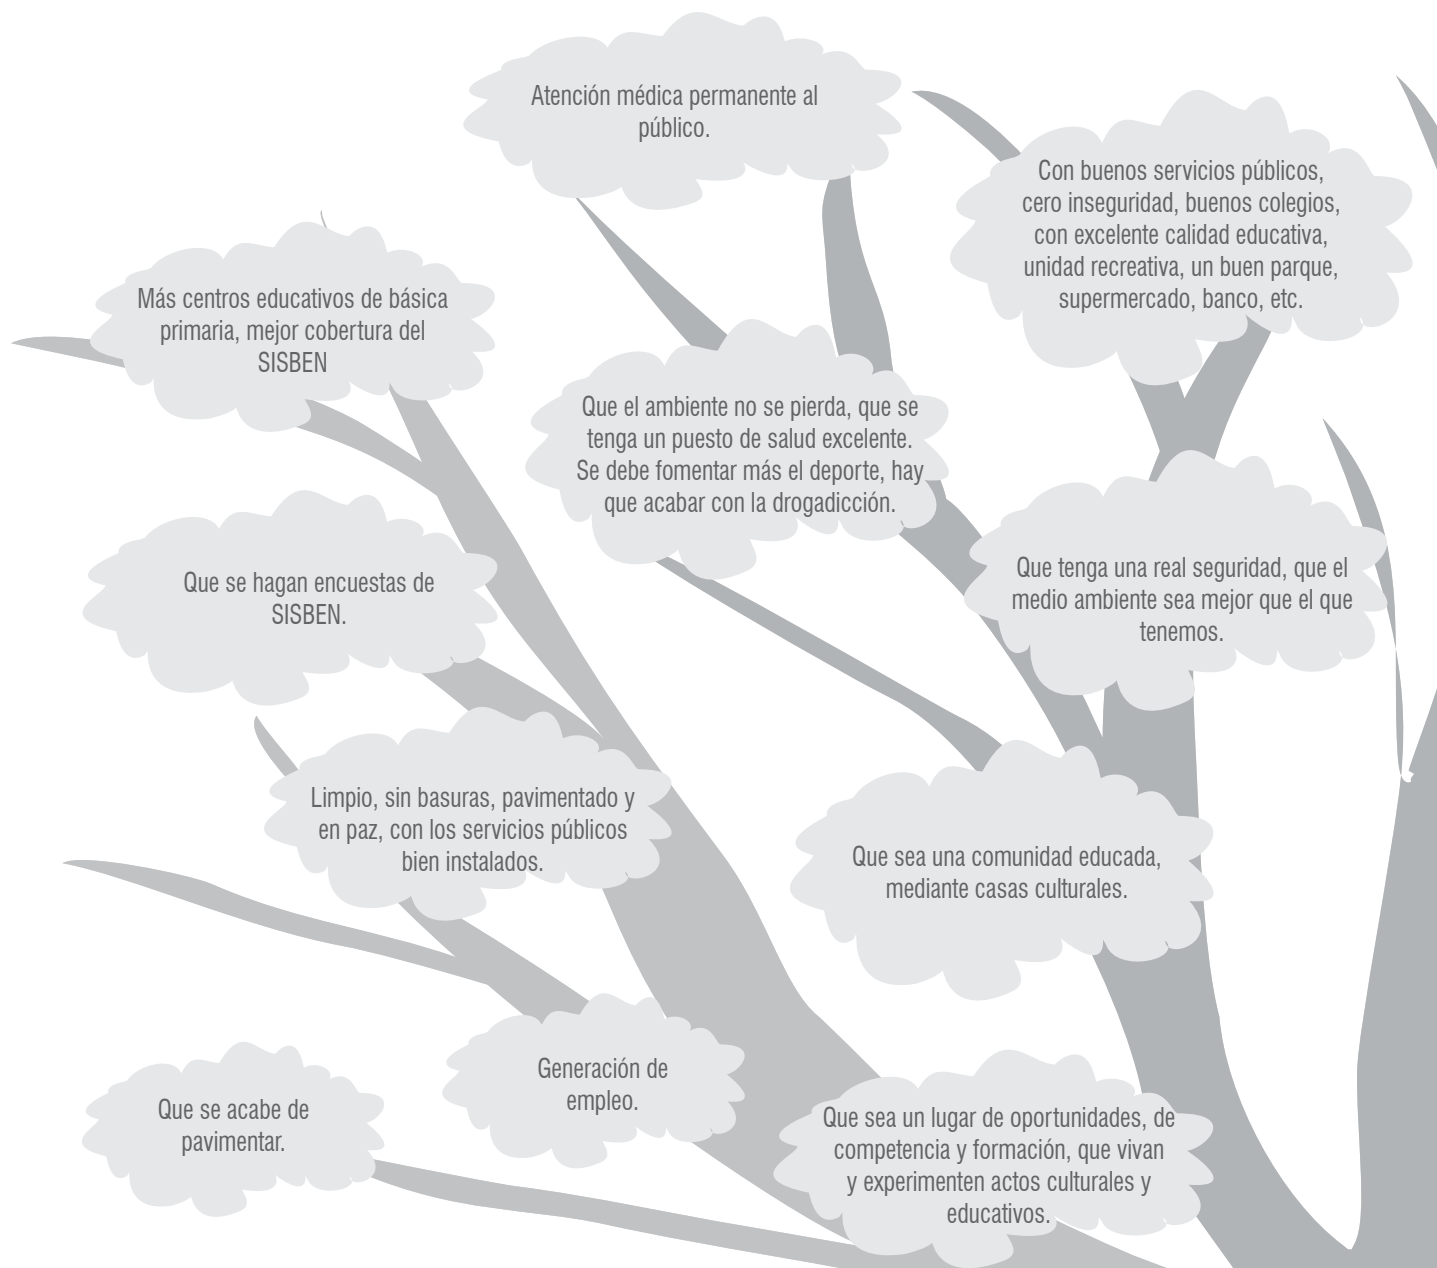 Atención médica permanente al
público.
Con buenos servicios públicos,
cero inseguridad, buenos colegios,
con excelente calidad educativa,
unidad recreativa, un buen parque,
supermercado, banco, etc.
Más centros educativos de básica
primaria, mejor cobertura del
SISBEN
Que el ambiente no se pierda, que se
tenga un puesto de salud excelente.
Se debe fomentar más el deporte, hay
que acabar con la drogadicción.
Que se hagan encuestas de
SISBEN.
Que tenga una real seguridad, que el
medio ambiente sea mejor que el que
tenemos.
Limpio, sin basuras, pavimentado y
en paz, con los servicios públicos
bien instalados.
Que sea una comunidad educada,
mediante casas culturales.
Generación de
empleo.
Que se acabe de
pavimentar.
Que sea un lugar de oportunidades, de
competencia y formación, que vivan
y experimenten actos culturales y
educativos.